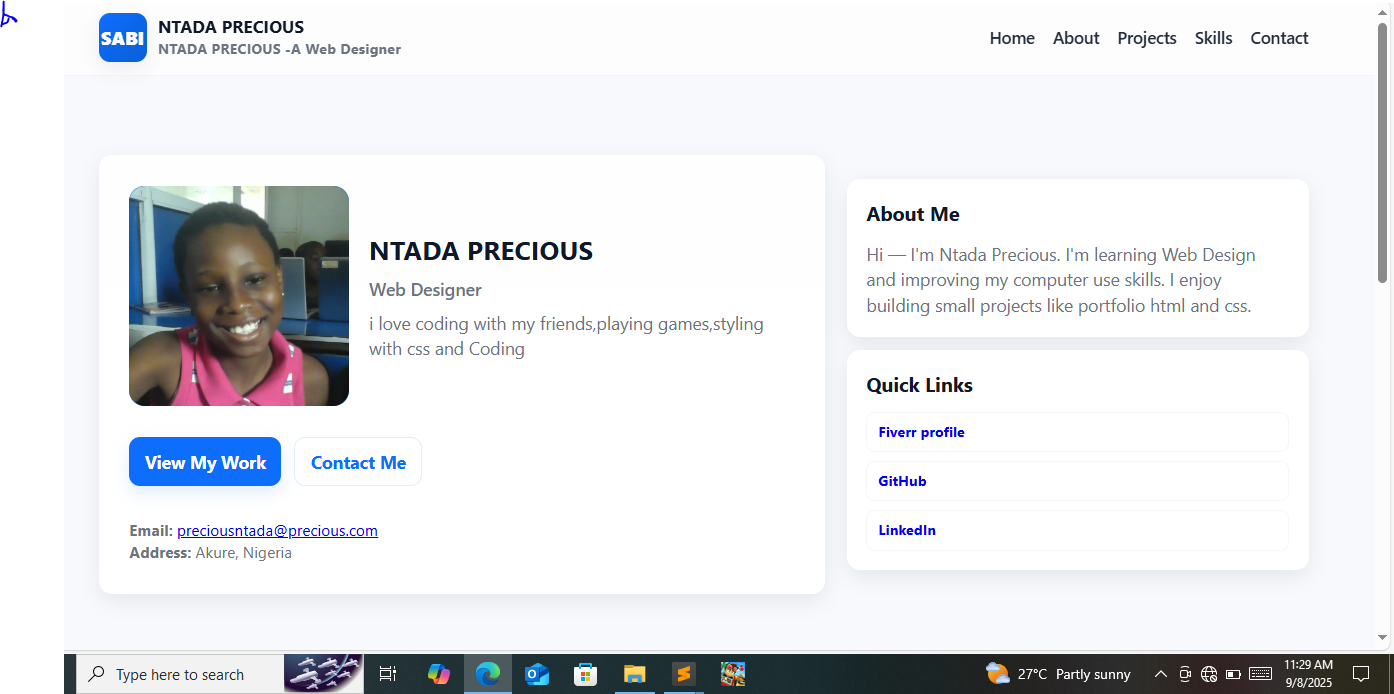 SABI
NTADA PRECIOUS
NTADA PRECIOUS -A Web Designer
Home About Projects Skills Contact
NTADA PRECIOUS
Web Designer
i love coding with my friends,playing games,styling
with css and Coding
View My Work Contact Me
Email: preciousntada@precious.com
Address: Akure, Nigeria
About Me
Hi — I'm Ntada Precious. I'm learning Web Design
and improving my computer use skills. I enjoy
building small projects like portfolio html and css.
Quick Links
Fiverr profile
GitHub
LinkedIn
Type here to search
27°C Partly sunny
11:29 AM
9/8/2025